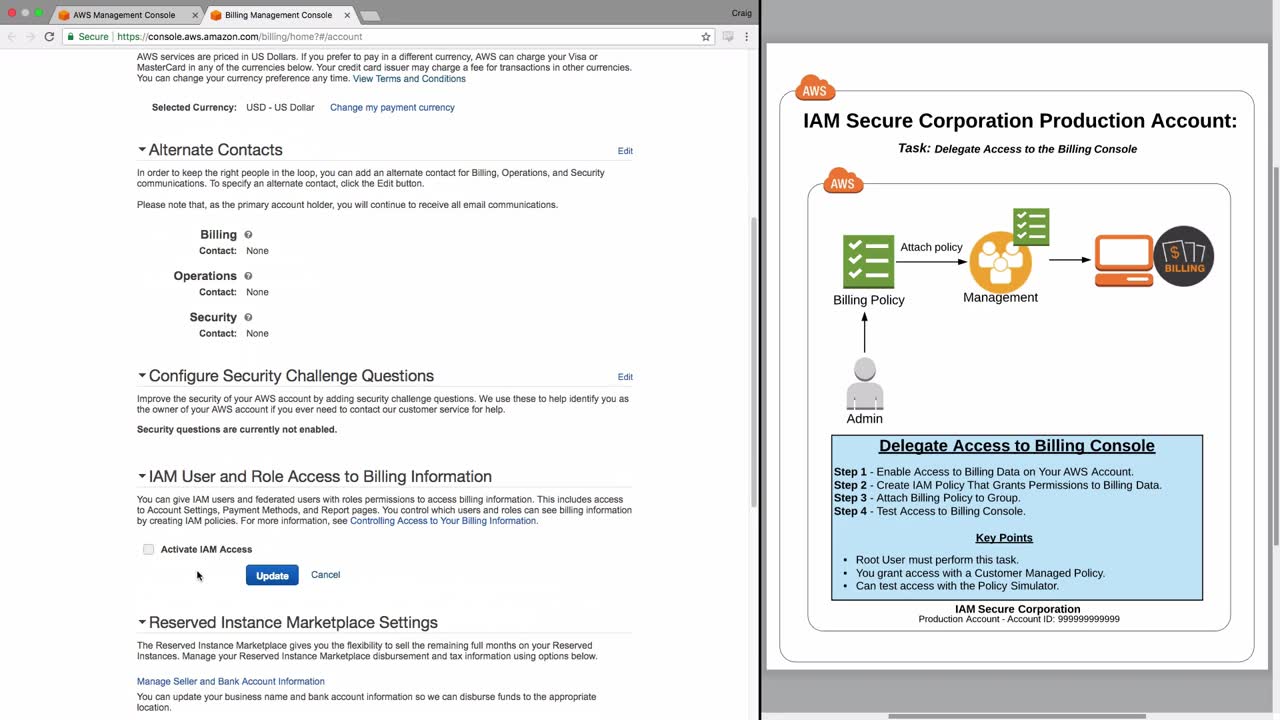 AWS Management Console
Billing Management Console
Craig
Secure
https://console.aws.amazon.com/billing/home?#/account
AWS services are priced in US Dollars. If you prefer to pay in a different currency, AWS can charge your Visa or
MasterCard in any of the currencies below. Your credit card issuer may charge a fee for transactions in other currencies.
You can change your currency preference any time. View Terms and Conditions
Selected Currency: USD - US Dollar Change my payment currency
Alternate Contacts
Edit
In order to keep the right people in the loop, you can add an alternate contact for Billing, Operations, and Security
communications. To specify an alternate contact, click the Edit button.
Please note that, as the primary account holder, you will continue to receive all email communications.
Billing
Contact: None
Operations
Contact: None
Security
Contact: None
Configure Security Challenge Questions
Edit
Improve the security of your AWS account by adding security challenge questions. We use these to help identify you as
the owner of your AWS account if you ever need to contact our customer service for help.
Security questions are currently not enabled.
IAM User and Role Access to Billing Information
You can give IAM users and federated users with roles permissions to access billing information. This includes access
to Account Settings, Payment Methods, and Report pages. You control which users and roles can see billing information
by creating IAM policies. For more information, see Controlling Access to Your Billing Information.
Activate IAM Access
Update
Cancel
Reserved Instance Marketplace Settings
The Reserved Instance Marketplace gives you the flexibility to sell the remaining full months on your Reserved
Instances. Manage your Reserved Instance Marketplace disbursement and tax information using options below.
Manage Seller and Bank Account Information
You can update your business name and bank account information so we can disburse funds to the appropriate
location.
AWS
IAM Secure Corporation Production Account:
Task: Delegate Access to the Billing Console
AWS
Attach policy
$
BILLING
Billing Policy
Management
Admin
Delegate Access to Billing Console
Step 1 - Enable Access to Billing Data on Your AWS Account.
Step 2 - Create IAM Policy That Grants Permissions to Billing Data.
Step 3 - Attach Billing Policy to Group.
Step 4 - Test Access to Billing Console.
Key Points
• Root User must perform this task.
• You grant access with a Customer Managed Policy.
• Can test access with the Policy Simulator.
IAM Secure Corporation
Production Account - Account ID: 999999999999